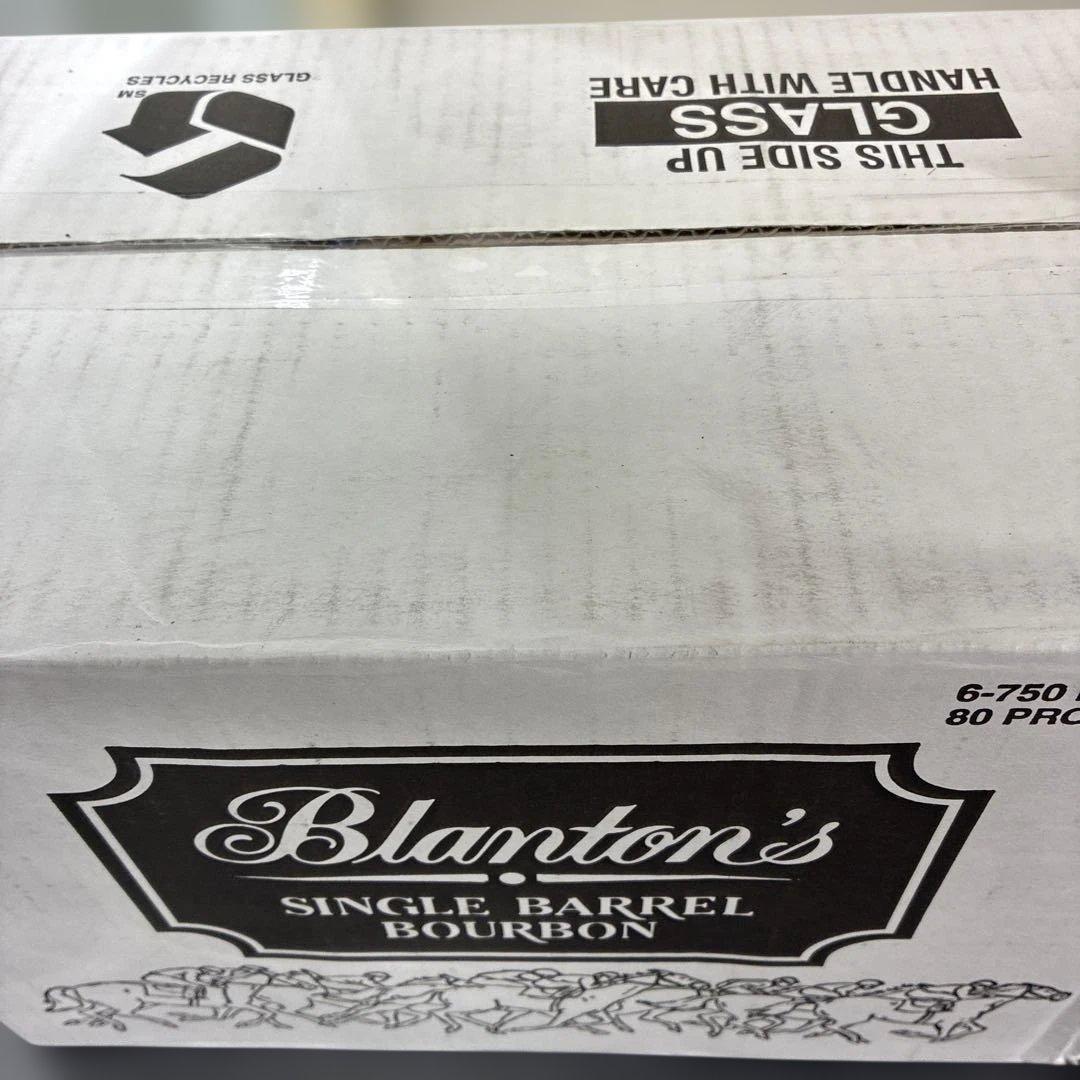 GLASS RECYCLES
SM
THIS SIDE UP
GLASS
HANDLE WITH CARE
6-750
80
Blanton's
SINGLE BARREL
BOURBON